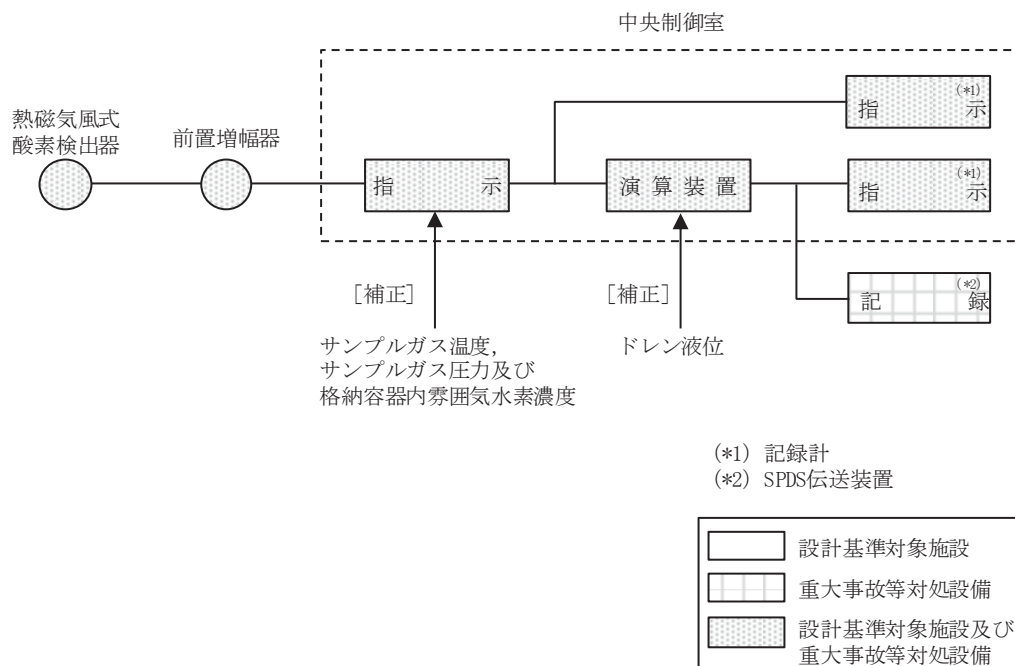 中央制御室
熱磁気風式
酸素検出器
前置増幅器
指 示
(*1)
指 示
演 算 装 置
(*1)
指 示
(*2)
記 録
[補正]
[補正]
サンプルガス温度，
サンプルガス圧力及び
格納容器内雰囲気水素濃度
ドレン液位
(*1) 記録計
(*2) SPDS伝送装置
設計基準対象施設
重大事故等対処設備
設計基準対象施設及び
重大事故等対処設備